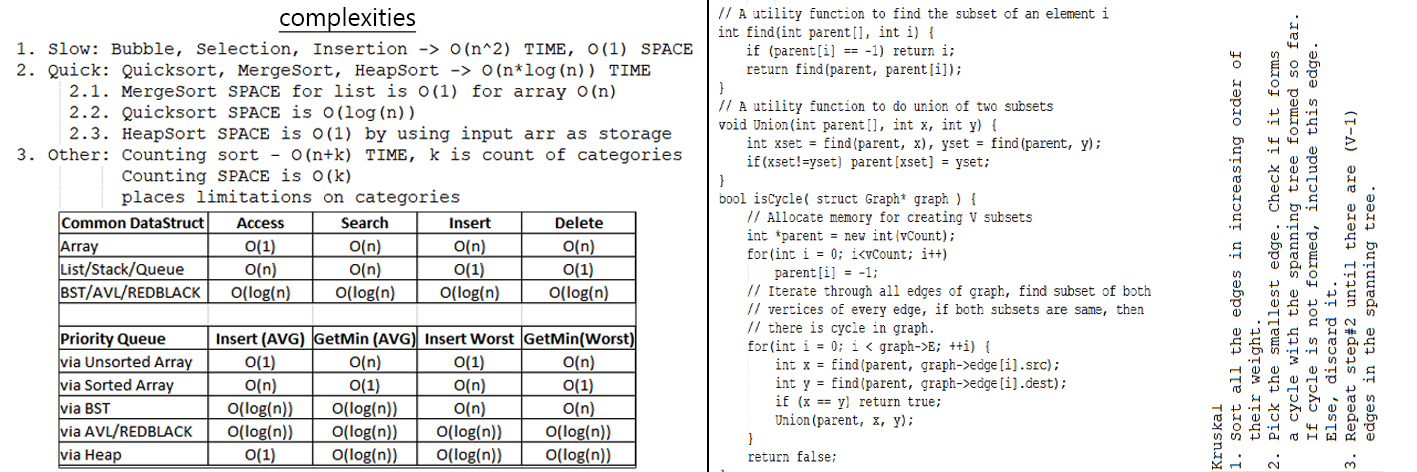 complexities
1. Slow: Bubble, Selection, Insertion -> O(n^2) TIME, O(1) SPACE
2. Quick: Quicksort, MergeSort, HeapSort -> O(n*log(n)) TIME
2.1. MergeSort SPACE for list is O(1) for array O(n)
2.2. Quicksort SPACE is O(log(n))
2.3. HeapSort SPACE is O(1) by using input arr as storage
3. Other: Counting sort - O(n+k) TIME, k is count of categories
Counting SPACE is O(k)
places limitations on categories
Common DataStruct Access Search Insert Delete
Array O(1) O(n) O(n) O(n)
List/Stack/Queue O(n) O(n) O(1) O(1)
BST/AVL/REDBLACK O(log(n) O(log(n) O(log(n) O(log(n)
Priority Queue Insert (AVG) GetMin (AVG) Insert Worst GetMin(Worst)
via Unsorted Array O(1) O(n) O(1) O(n)
via Sorted Array O(n) O(1) O(n) O(1)
via BST O(log(n)) O(log(n)) O(n) O(n)
via AVL/REDBLACK O(log(n)) O(log(n)) O(log(n)) O(log(n))
via Heap O(1) O(log(n)) O(log(n)) O(log(n))
// A utility function to find the subset of an element i
int find(int parent[], int i) {
if (parent[i] == -1) return i;
return find(parent, parent[i]);
}
// A utility function to do union of two subsets
void Union(int parent[], int x, int y) {
int xset = find(parent, x), yset = find(parent, y);
if(xset!=yset) parent[xset] = yset;
}
bool isCycle( struct Graph* graph ) {
// Allocate memory for creating V subsets
int *parent = new int(vCount);
for(int i = 0; i<vCount; i++)
parent[i] = -1;
// Iterate through all edges of graph, find subset of both
// vertices of every edge, if both subsets are same, then
// there is cycle in graph.
for(int i = 0; i < graph->E; ++i) {
int x = find(parent, graph->edge[i].src);
int y = find(parent, graph->edge[i].dest);
if (x == y) return true;
Union(parent, x, y);
}
return false;
Kruskal
1. Sort all the edges in increasing order of
their weight.
2. Pick the smallest edge. Check if it forms
a cycle with the spanning tree formed so far.
If cycle is not formed, include this edge.
Else, discard it.
3. Repeat step#2 until there are (V-1)
edges in the spanning tree.